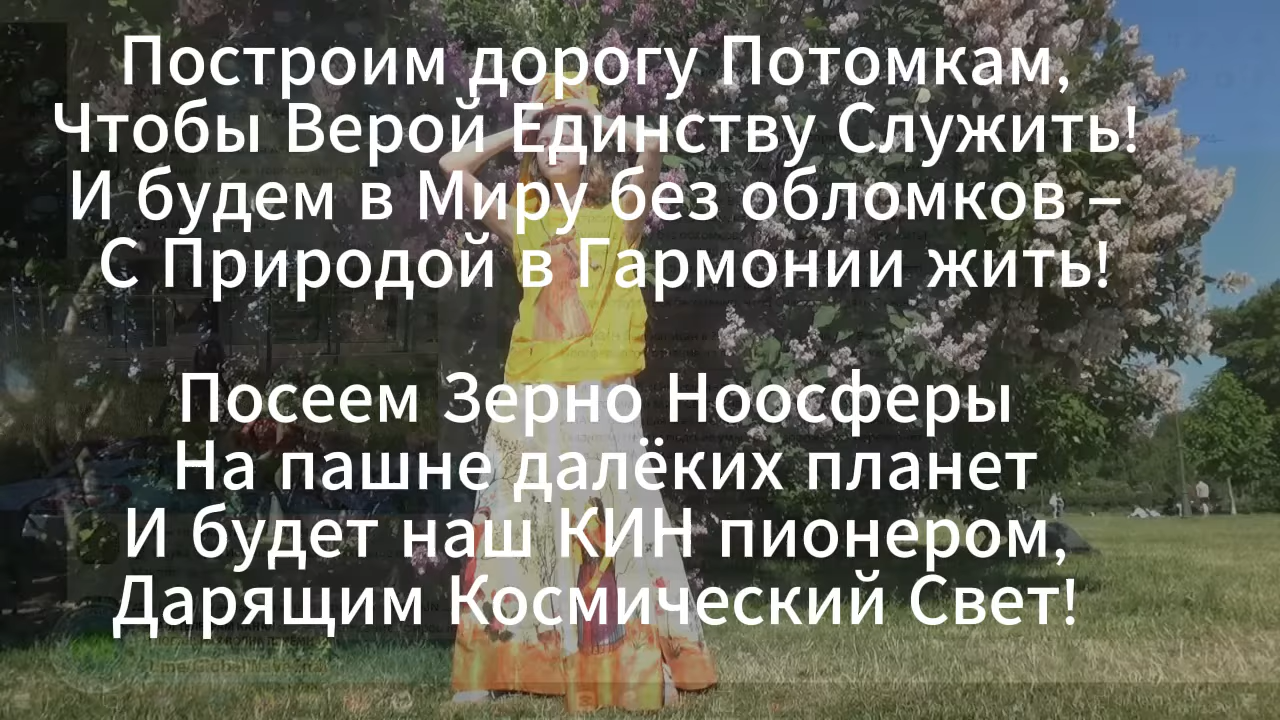 Построим дорогу Потомкам,
Чтобы Верой Единству Служить!
И будем в Миру без обломков –
С Природой в Гармонии жить!
Посеем Зерно Ноосферы
На пашне далёких планет
И будет наш КИН пионером,
Дарящим Космический Свет!